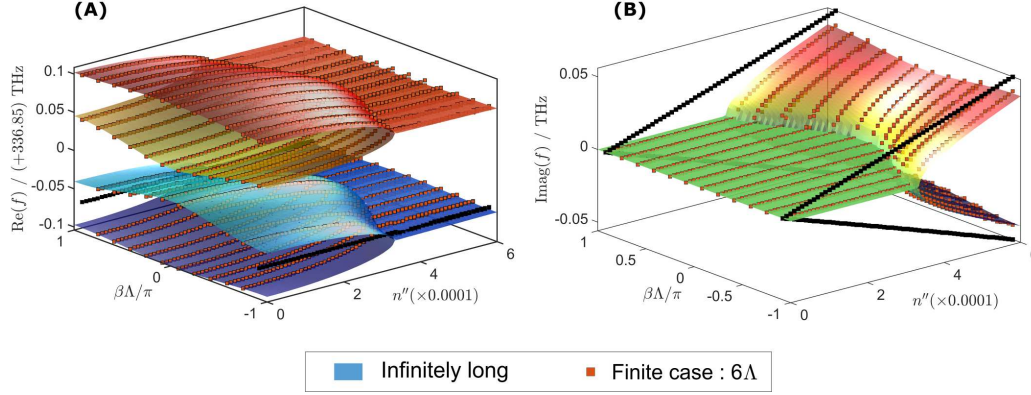 (A)
Re(f) / (+336.85) THz
0.1
0.05
0
-0.05
-0.1
1
0
-1
βΛ/π
0
2
4
6
n''(×0.0001)
(B)
Imag(f) / THz
0.05
0
-0.05
1
0.5
0
-0.5
-1
βΛ/π
0
2
4
n''(×0.0001)
Infinitely long
Finite case : 6Λ